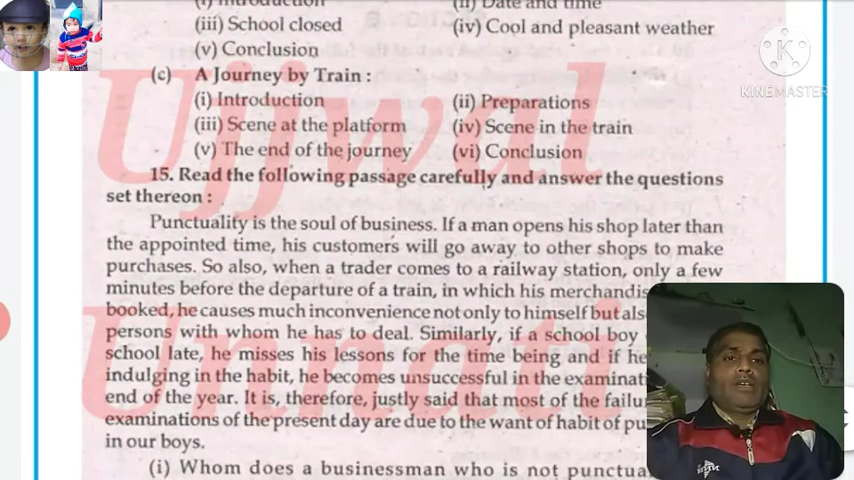 (i) Introduction
(ii) Date and time
(iii) School closed
(iv) Cool and pleasant weather
(v) Conclusion
KINEMASTER
(c) A Journey by Train :
(i) Introduction
(ii) Preparations
(iii) Scene at the platform
(iv) Scene in the train
(v) The end of the journey
(vi) Conclusion
Ujjwal
15. Read the following passage carefully and answer the questions
set thereon :
Punctuality is the soul of business. If a man opens his shop later than
the appointed time, his customers will go away to other shops to make
purchases. So also, when a trader comes to a railway station, only a few
minutes before the departure of a train, in which his merchandis
booked, he causes much inconvenience not only to himself but als
persons with whom he has to deal. Similarly, if a school boy
school late, he misses his lessons for the time being and if he
indulging in the habit, he becomes unsuccessful in the examinat
end of the year. It is, therefore, justly said that most of the failu
examinations of the present day are due to the want of habit of pu
in our boys.
Unnati
(i) Whom does a businessman who is not punctua